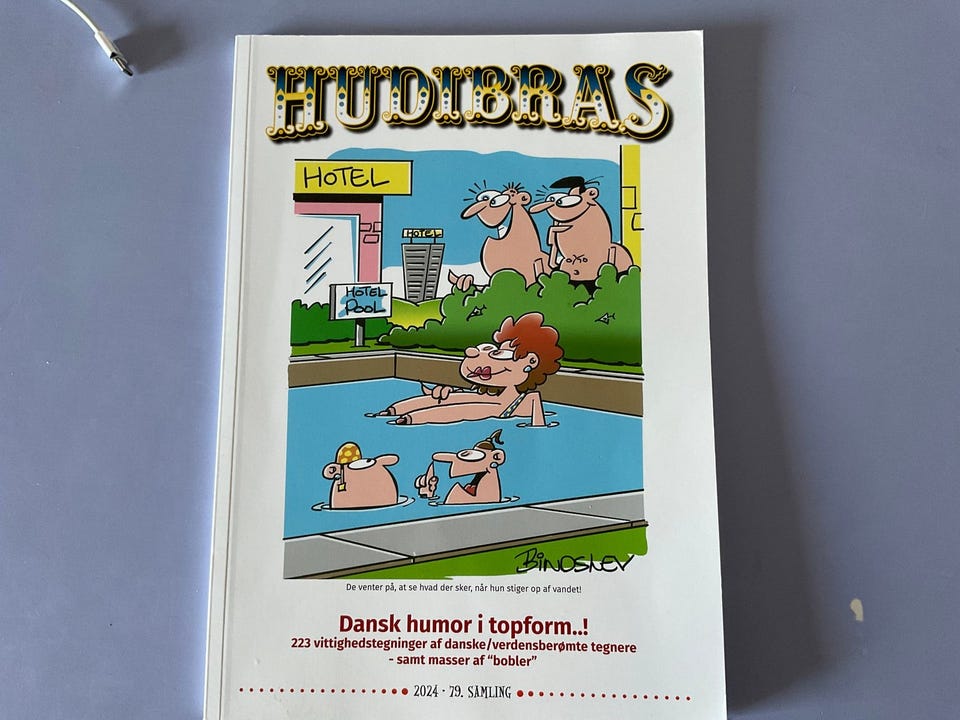 HUDIBRAS
HOTEL
HOTEL
HOTEL
POOL
BINDSLEV
De venter på, at se hvad der sker, når hun stiger op af vandet!
Dansk humor i topform..!
223 vittighedstegninger af danske/verdensberømte tegnere
- samt masser af “bobler”
2024 · 79. SAMLING